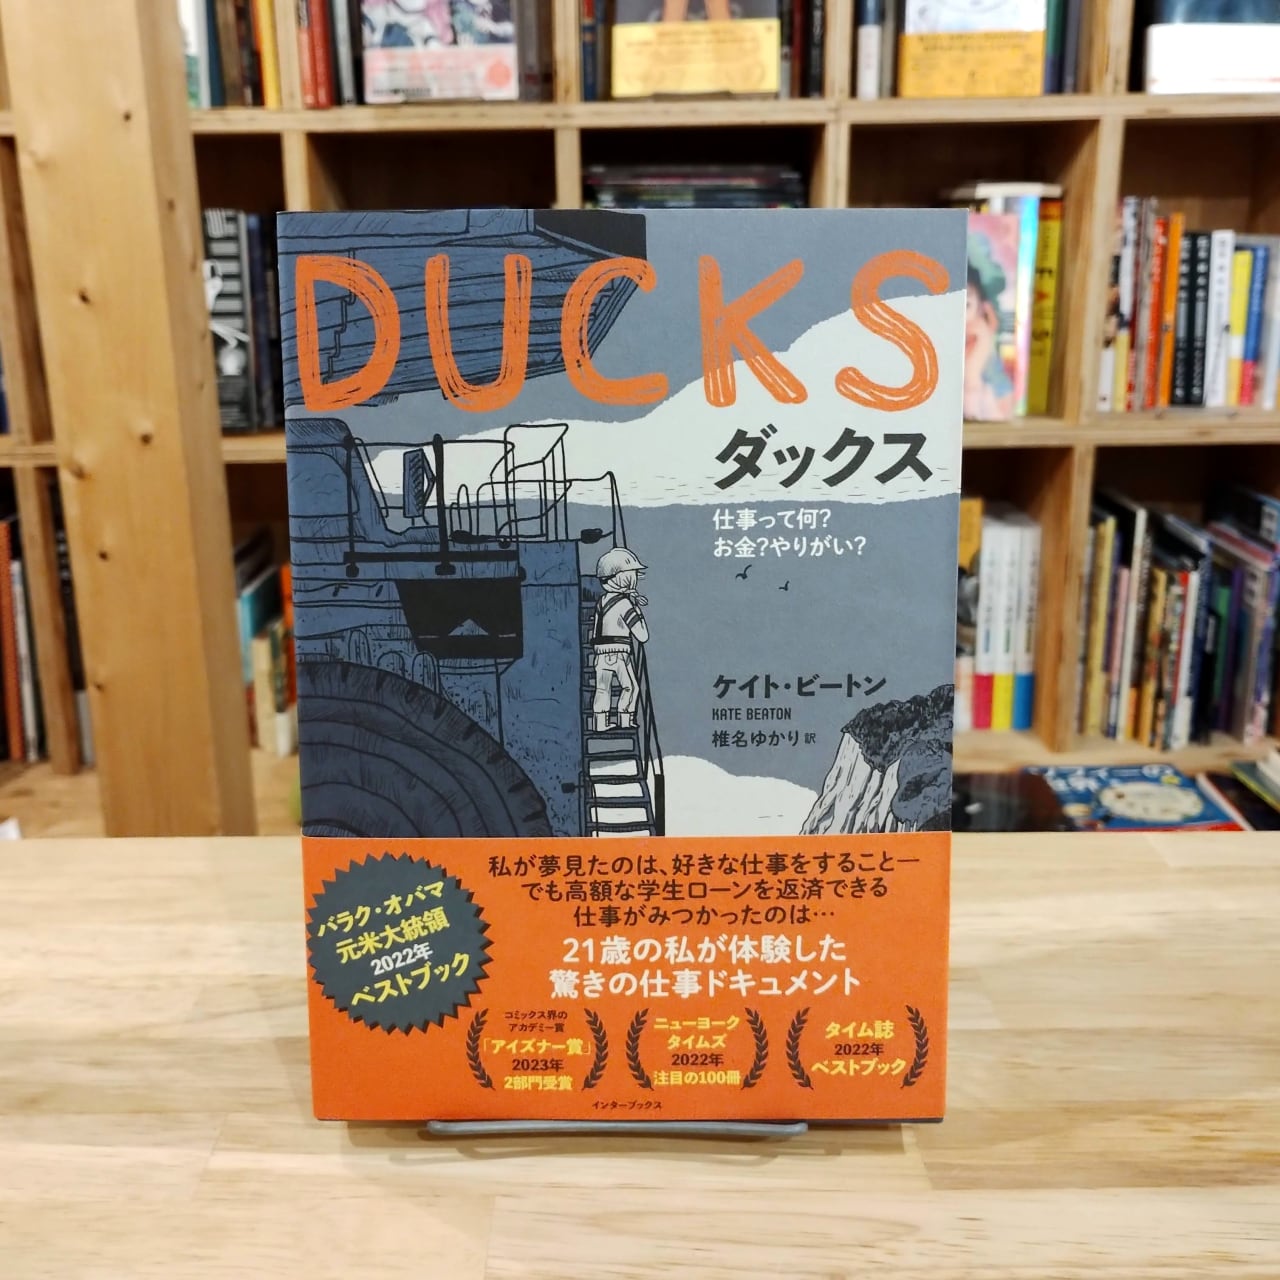 DUCKS
ダックス
仕事って何?
お金?やりがい?
ケイト・ビートン
KATE BEATON
椎名ゆかり 訳
私が夢見たのは、好きな仕事をすること―
でも高額な学生ローンを返済できる
仕事がみつかったのは…
21歳の私が体験した
驚きの仕事ドキュメント
バラク・オバマ
元米大統領
2022年
ベストブック
コミックス界の
アカデミー賞
「アイズナー賞」
2023年
2部門受賞
ニューヨーク
タイムズ
2022年
注目の100冊
タイム誌
2022年
ベストブック
インターブックス